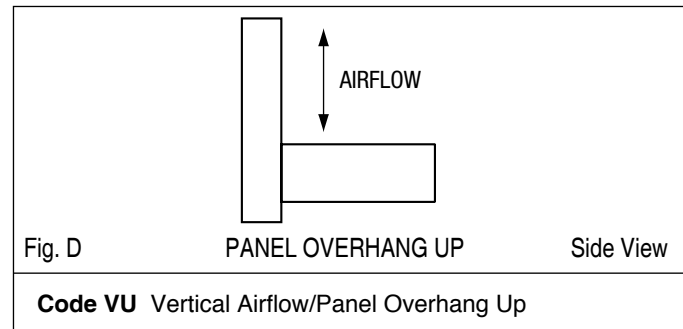 AIRFLOW
Fig. D PANEL OVERHANG UP Side View
Code VU Vertical Airflow/Panel Overhang Up